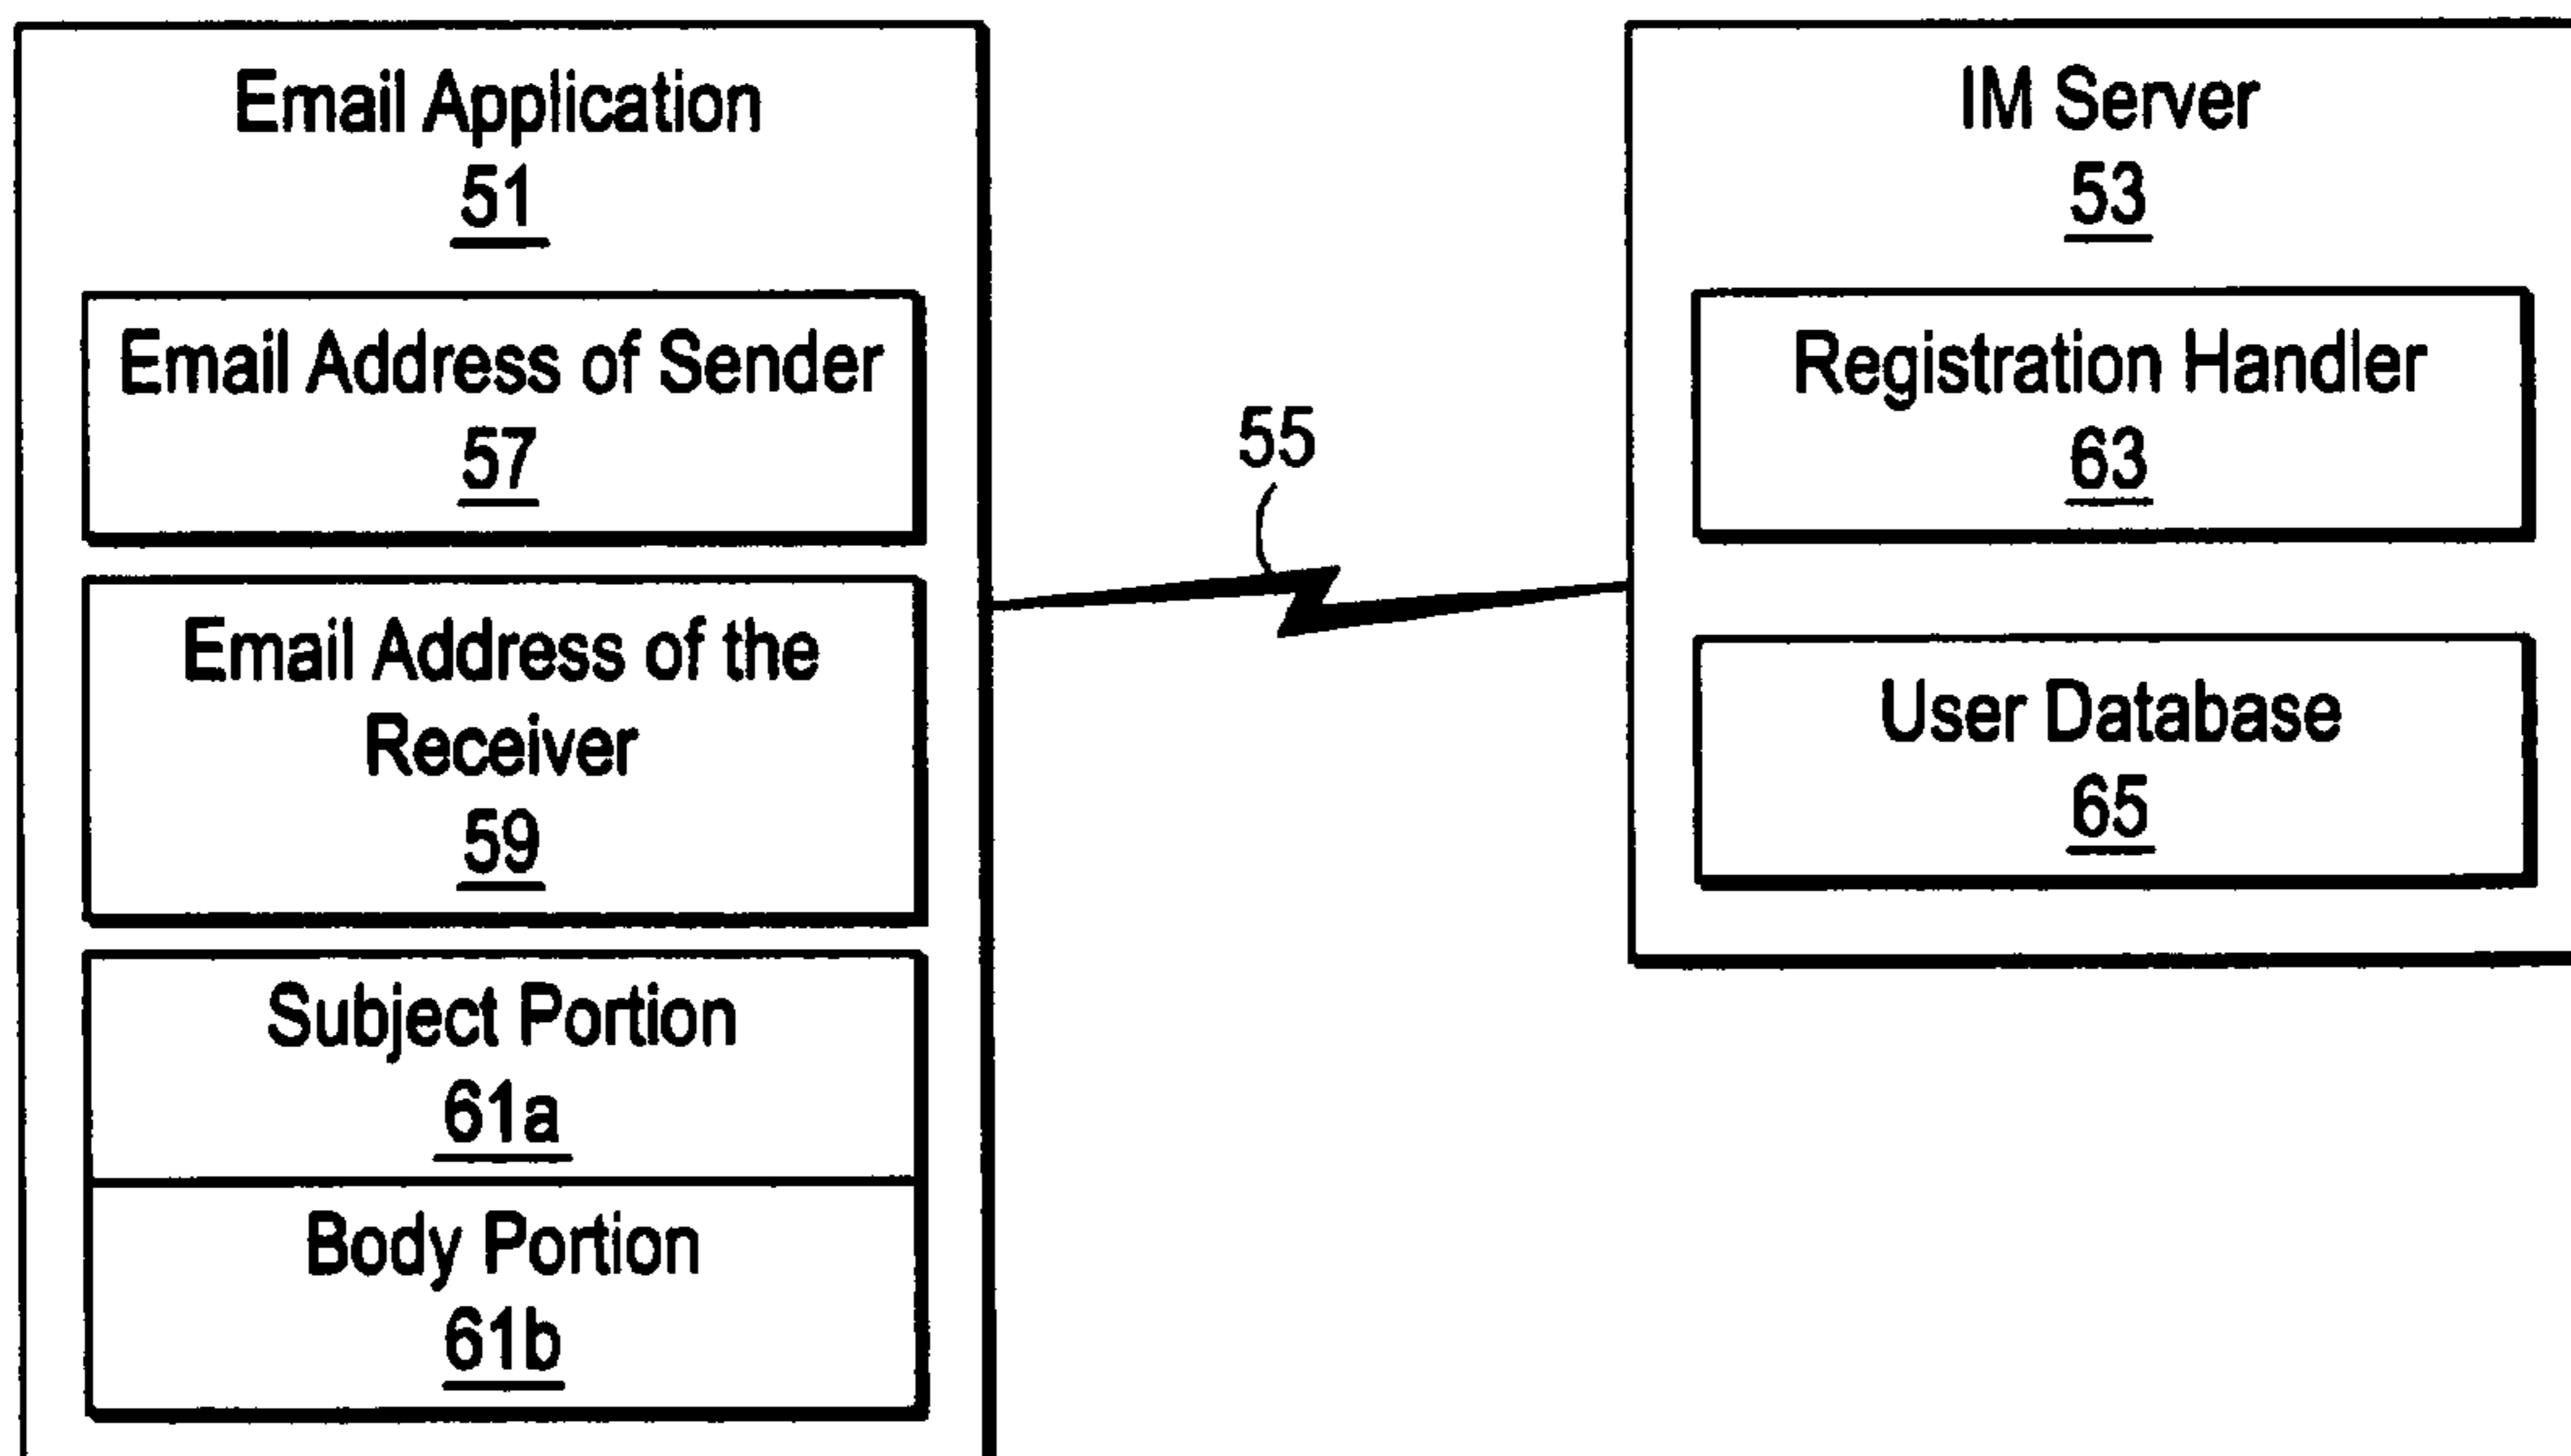 Email Application
51
Email Address of Sender
57
Email Address of the
Receiver
59
Subject Portion
61a
Body Portion
61b
55
IM Server
53
Registration Handler
63
User Database
65